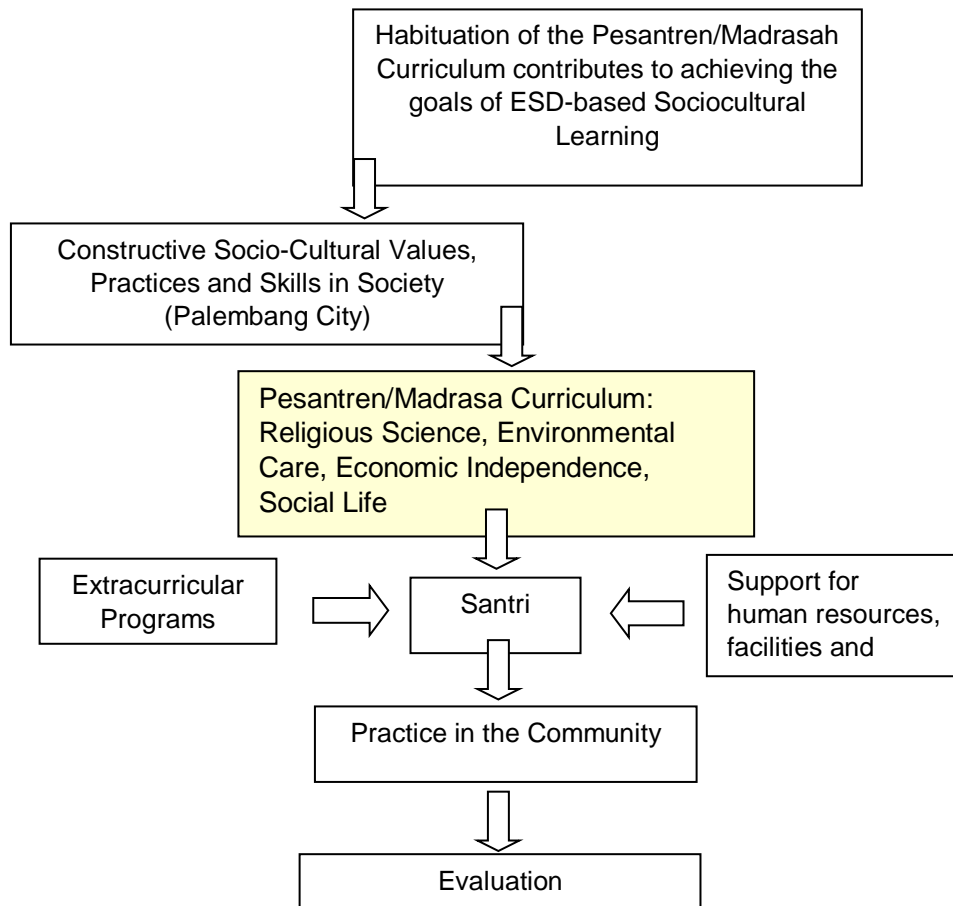 Habituation of the Pesantren/Madrasah
Curriculum contributes to achieving the
goals of ESD-based Sociocultural
Learning
Constructive Socio-Cultural Values,
Practices and Skills in Society
(Palembang City)
Pesantren/Madrasa Curriculum:
Religious Science, Environmental
Care, Economic Independence,
Social Life
Extracurricular
Programs
Santri
Support for
human resources,
facilities and
Practice in the Community
Evaluation